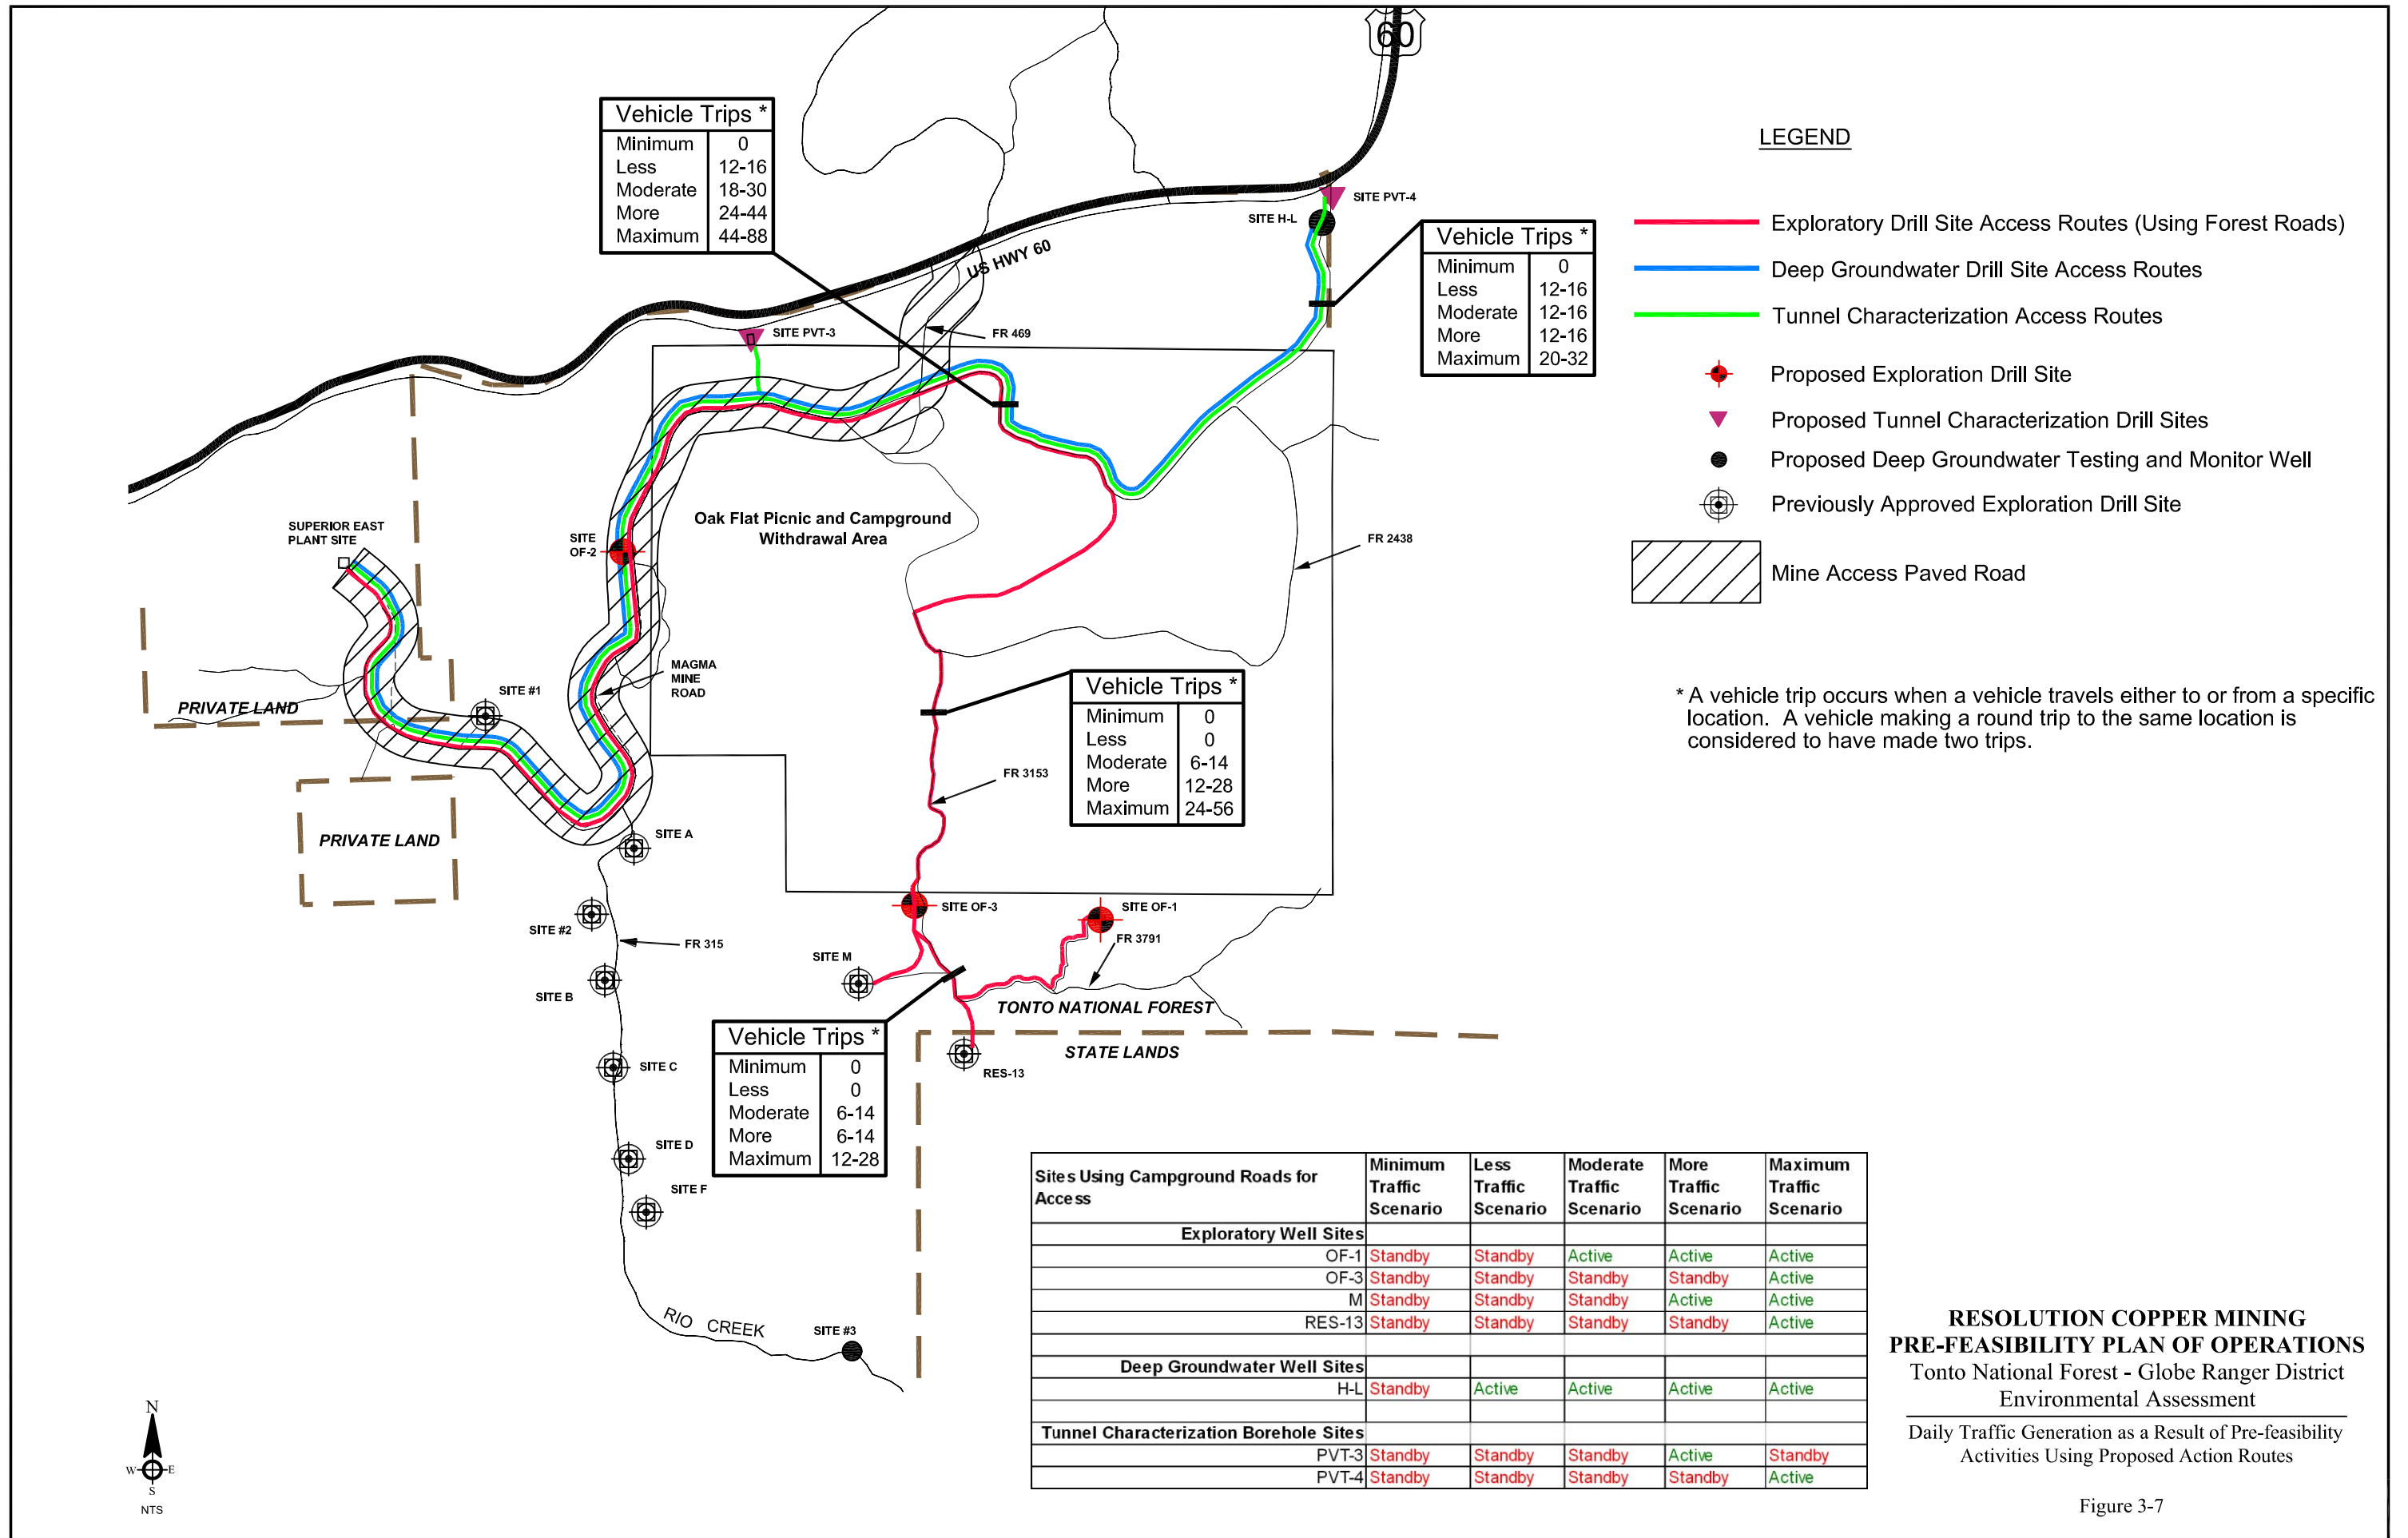 60
Vehicle Trips *
Minimum 0
Less 12-16
Moderate 18-30
More 24-44
Maximum 44-88
SITE PVT-4
SITE H-L
US HWY 60
Vehicle Trips *
Minimum 0
Less 12-16
Moderate 12-16
More 12-16
Maximum 20-32
SITE PVT-3
FR 469
LEGEND
Exploratory Drill Site Access Routes (Using Forest Roads)
Deep Groundwater Drill Site Access Routes
Tunnel Characterization Access Routes
Proposed Exploration Drill Site
Proposed Tunnel Characterization Drill Sites
Proposed Deep Groundwater Testing and Monitor Well
Previously Approved Exploration Drill Site
Mine Access Paved Road
* A vehicle trip occurs when a vehicle travels either to or from a specific
location. A vehicle making a round trip to the same location is
considered to have made two trips.
SUPERIOR EAST
PLANT SITE
SITE
OF-2
Oak Flat Picnic and Campground
Withdrawal Area
FR 2438
MAGMA
MINE
ROAD
SITE #1
PRIVATE LAND
PRIVATE LAND
Vehicle Trips *
Minimum 0
Less 0
Moderate 6-14
More 12-28
Maximum 24-56
FR 3153
SITE A
SITE OF-3
SITE OF-1
SITE #2
FR 315
FR 3791
SITE M
SITE B
TONTO NATIONAL FOREST
STATE LANDS
RES-13
SITE C
Vehicle Trips *
Minimum 0
Less 0
Moderate 6-14
More 6-14
Maximum 12-28
SITE D
SITE F
RIO CREEK
SITE #3
Sites Using Campground Roads for
Access
Minimum
Traffic
Scenario
Less
Traffic
Scenario
Moderate
Traffic
Scenario
More
Traffic
Scenario
Maximum
Traffic
Scenario
Exploratory Well Sites
OF-1 Standby Standby Active Active Active
OF-3 Standby Standby Standby Standby Active
M Standby Standby Standby Active Active
RES-13 Standby Standby Standby Standby Active
Deep Groundwater Well Sites
H-L Standby Active Active Active Active
Tunnel Characterization Borehole Sites
PVT-3 Standby Standby Standby Active Standby
PVT-4 Standby Standby Standby Standby Active
N
W E
S
NTS
RESOLUTION COPPER MINING
PRE-FEASIBILITY PLAN OF OPERATIONS
Tonto National Forest - Globe Ranger District
Environmental Assessment
Daily Traffic Generation as a Result of Pre-feasibility
Activities Using Proposed Action Routes
Figure 3-7